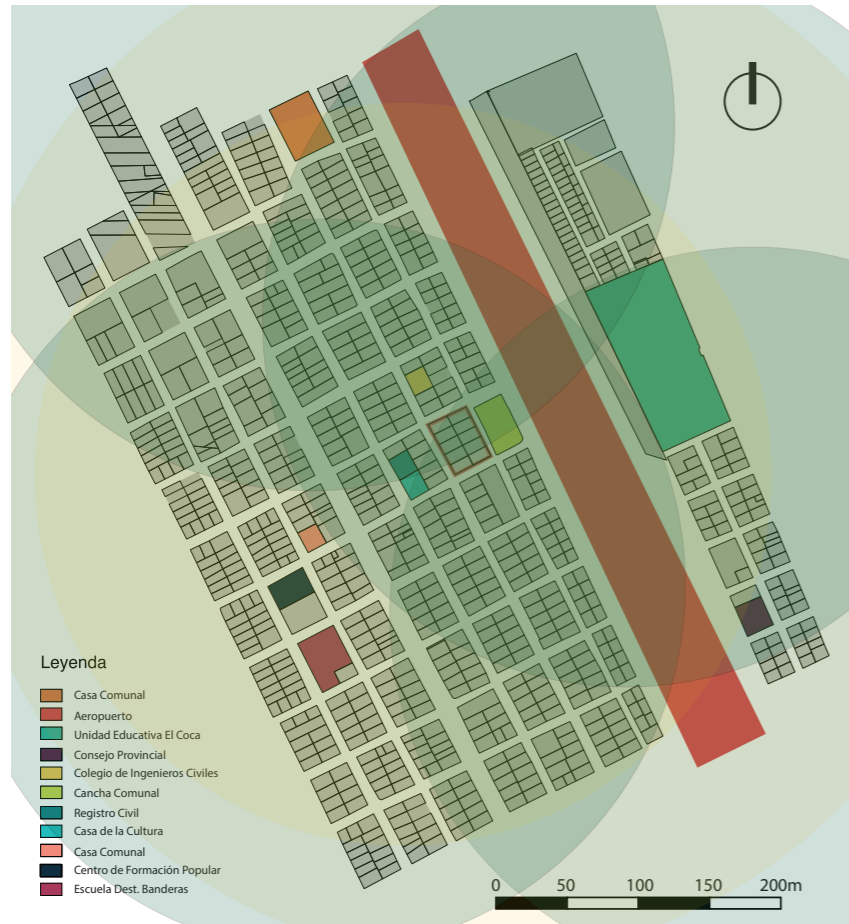 Leyenda
Casa Comunal
Aeropuerto
Unidad Educativa El Coca
Consejo Provincial
Colegio de Ingenieros Civiles
Cancha Comunal
Registro Civil
Casa de la Cultura
Casa Comunal
Centro de Formación Popular
Escuela Dest. Banderas
0 50 100 150 200m